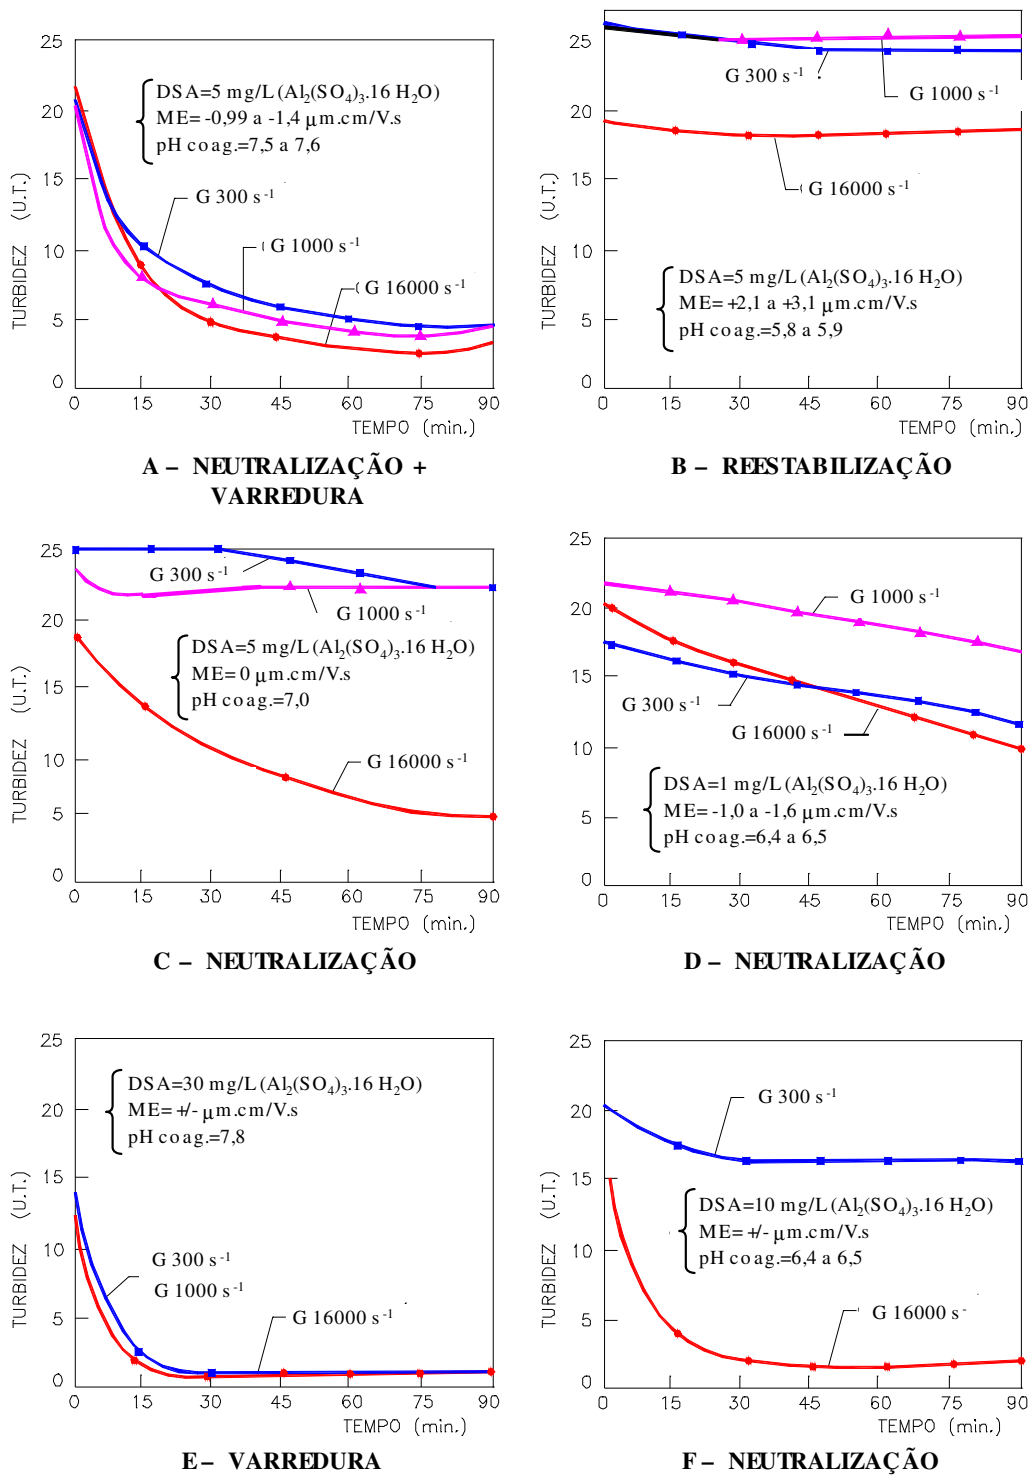 25
20
15
10
5
0
TURBIDEZ (U.T.)
DSA=5 mg/L (Al2(SO4)3.16 H2O)
ME= -0,99 a -1,4 µm.cm/V.s
pH coag.=7,5 a 7,6
G 300 s-1
G 1000 s-1
G 16000 s-1
0 15 30 45 60 75 90
TEMPO (min.)
A – NEUTRALIZAÇÃO +
VARREDURA
25
20
15
10
5
0
TURBIDEZ (U.T.)
G 300 s-1
G 1000 s-1
G 16000 s-1
DSA=5 mg/L (Al2(SO4)3.16 H2O)
ME= +2,1 a +3,1 µm.cm/V.s
pH coag.=5,8 a 5,9
0 15 30 45 60 75 90
TEMPO (min.)
B – REESTABILIZAÇÃO
25
20
15
10
5
0
TURBIDEZ (U.T.)
G 300 s-1
G 1000 s-1
DSA=5 mg/L (Al2(SO4)3.16 H2O)
ME= 0 µm.cm/V.s
pH coag.=7,0
G 16000 s-1
0 15 30 45 60 75 90
TEMPO (min.)
C – NEUTRALIZAÇÃO
25
20
15
10
5
0
TURBIDEZ (U.T.)
G 1000 s-1
G 300 s-1
G 16000 s-1
DSA=1 mg/L (Al2(SO4)3.16 H2O)
ME= -1,0 a -1,6 µm.cm/V.s
pH coag.=6,4 a 6,5
0 15 30 45 60 75 90
TEMPO (min.)
D – NEUTRALIZAÇÃO
25
20
15
10
5
0
TURBIDEZ (U.T.)
DSA=30 mg/L (Al2(SO4)3.16 H2O)
ME= +/- µm.cm/V.s
pH coag.=7,8
G 300 s-1
G 1000 s-1
G 16000 s-1
0 15 30 45 60 75 90
TEMPO (min.)
E – VARREDURA
25
20
15
10
5
0
TURBIDEZ (U.T.)
G 300 s-1
DSA=10 mg/L (Al2(SO4)3.16 H2O)
ME= +/- µm.cm/V.s
pH coag.=6,4 a 6,5
G 16000 s-
0 15 30 45 60 75 90
TEMPO (min.)
F – NEUTRALIZAÇÃO